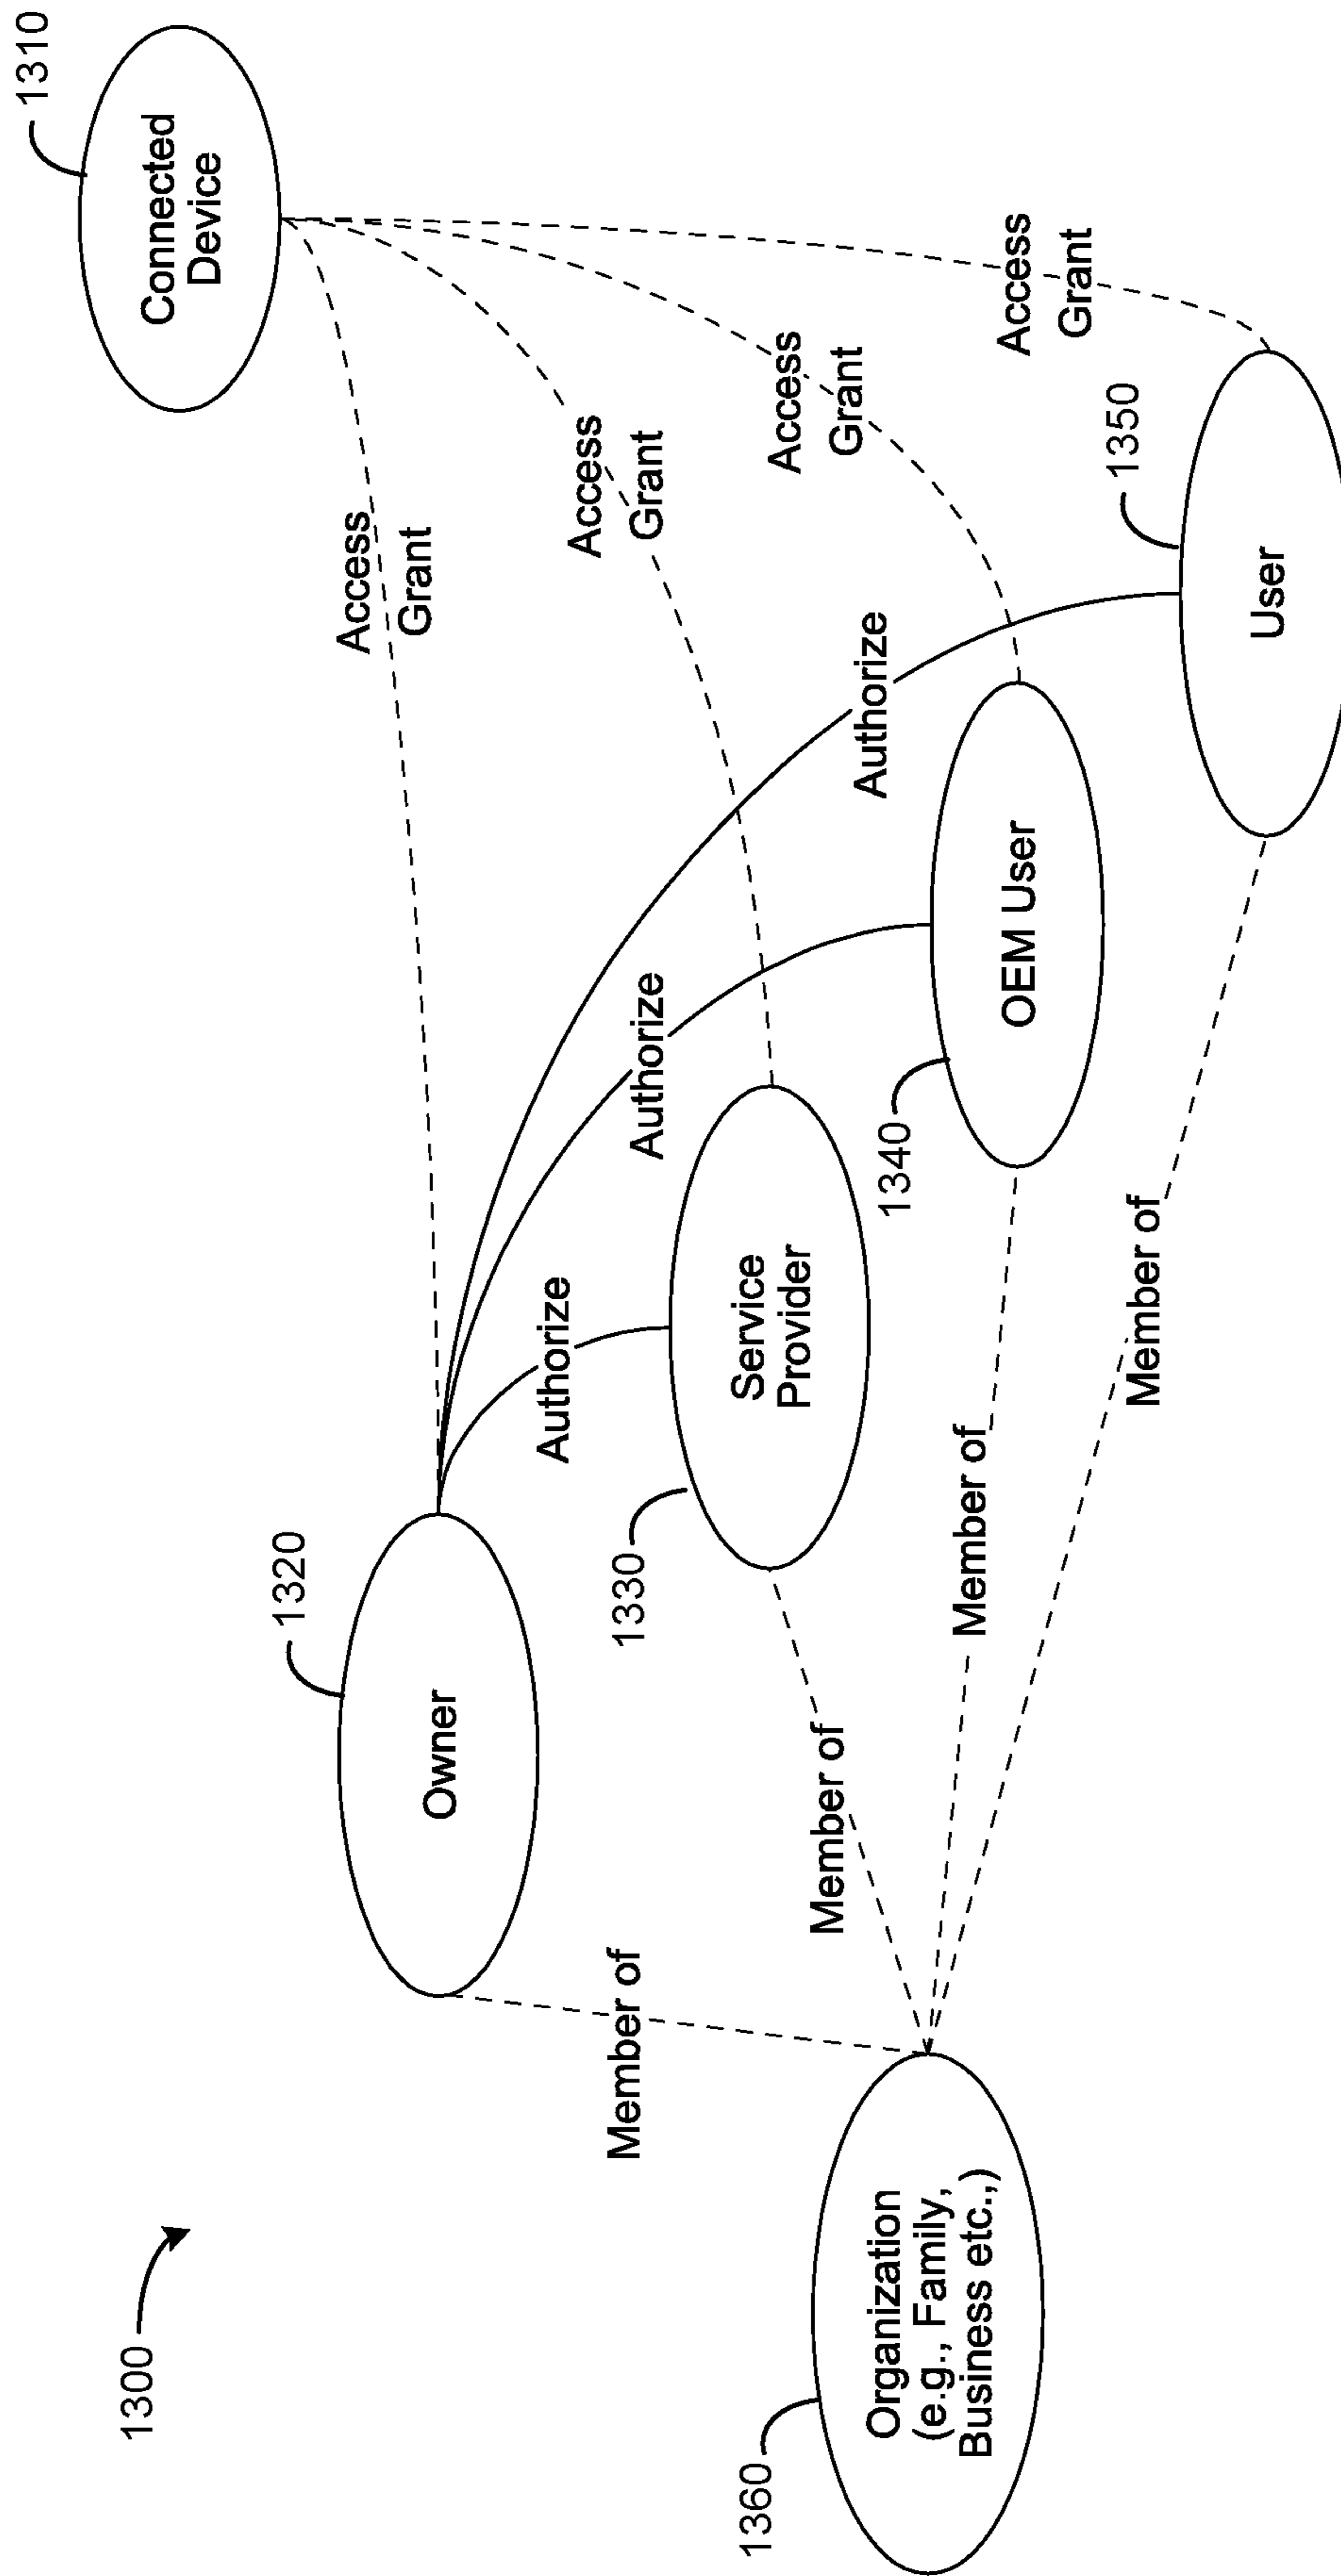 1300
1310
Connected
Device
1320
Owner
Access
Grant
Access
Grant
Access
Grant
Access
Grant
Authorize
Authorize
Authorize
1330
Service
Provider
1340
OEM User
1350
User
Member of
Member of
Member of
Member of
1360
Organization
(e.g., Family,
Business etc.,)